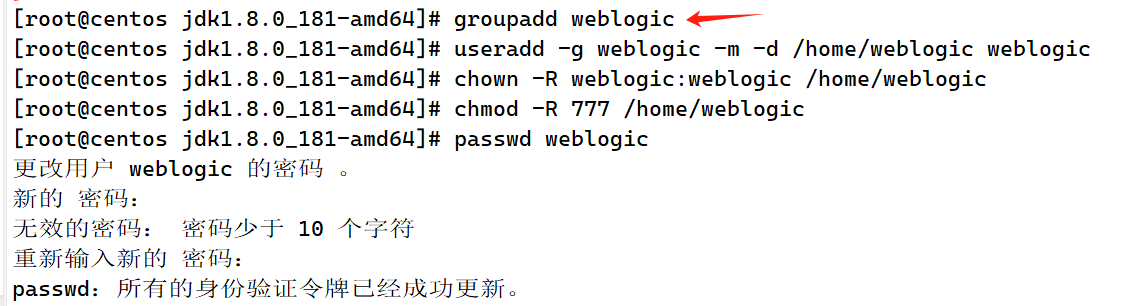 [root@centos jdk1.8.0_181-amd64]# groupadd weblogic
[root@centos jdk1.8.0_181-amd64]# useradd -g weblogic -m -d /home/weblogic weblogic
[root@centos jdk1.8.0_181-amd64]# chown -R weblogic:weblogic /home/weblogic
[root@centos jdk1.8.0_181-amd64]# chmod -R 777 /home/weblogic
[root@centos jdk1.8.0_181-amd64]# passwd weblogic
更改用户 weblogic 的密码 。
新的 密码：
无效的密码： 密码少于 10 个字符
重新输入新的 密码：
passwd：所有的身份验证令牌已经成功更新。